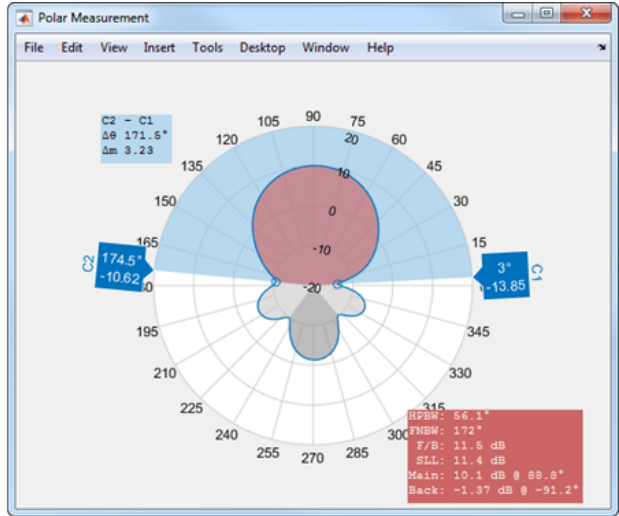 Polar Measurement
File Edit View Insert Tools Desktop Window Help
C2 - C1
Δθ 171.5°
Δm 3.23
105 90 75
120 20 60
135 10 45
150 0 30
165 -10 15
C2 174.5°
-10.62
-20
3° C1
-13.85
195 345
210 330
225 315
240 300
255 270 285
HPBW: 56.1°
FNBW: 172°
F/B: 11.5 dB
SLL: 11.4 dB
Main: 10.1 dB @ 88.8°
Back: -1.37 dB @ -91.2°